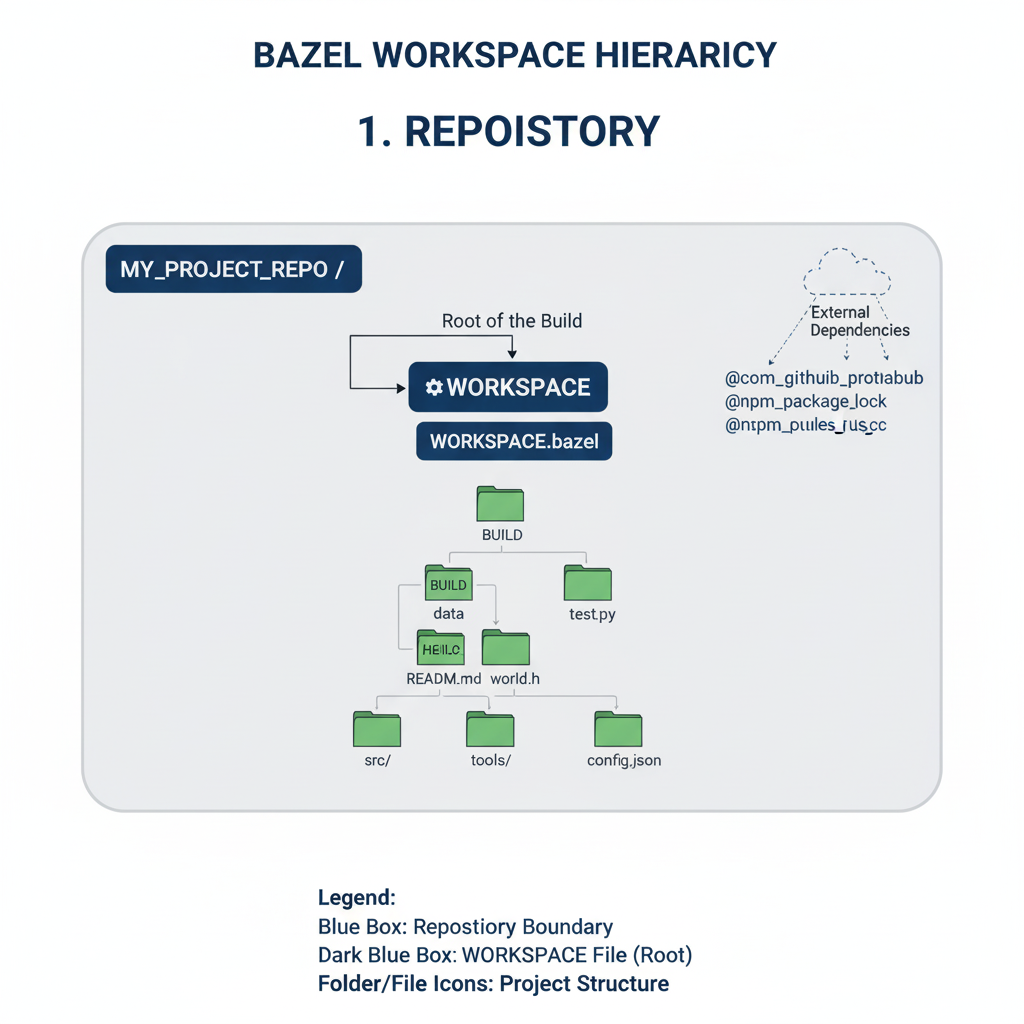 BAZEL WORKSPACE HIERARICY
1. REPOISTORY
MY_PROJECT_REPO /
External
Dependencies
Root of the Build
@com_githuib_protıabub
@npm_package_lock
WORKSPACE
WORKSPACE.bazel
BUILD
BUILD
data
test.py
READM.md
world.h
src/
tools/
config.json
Legend:
Blue Box: Repostiory Boundary
Dark Blue Box: WORKSPACE File (Root)
Folder/File Icons: Project Structure